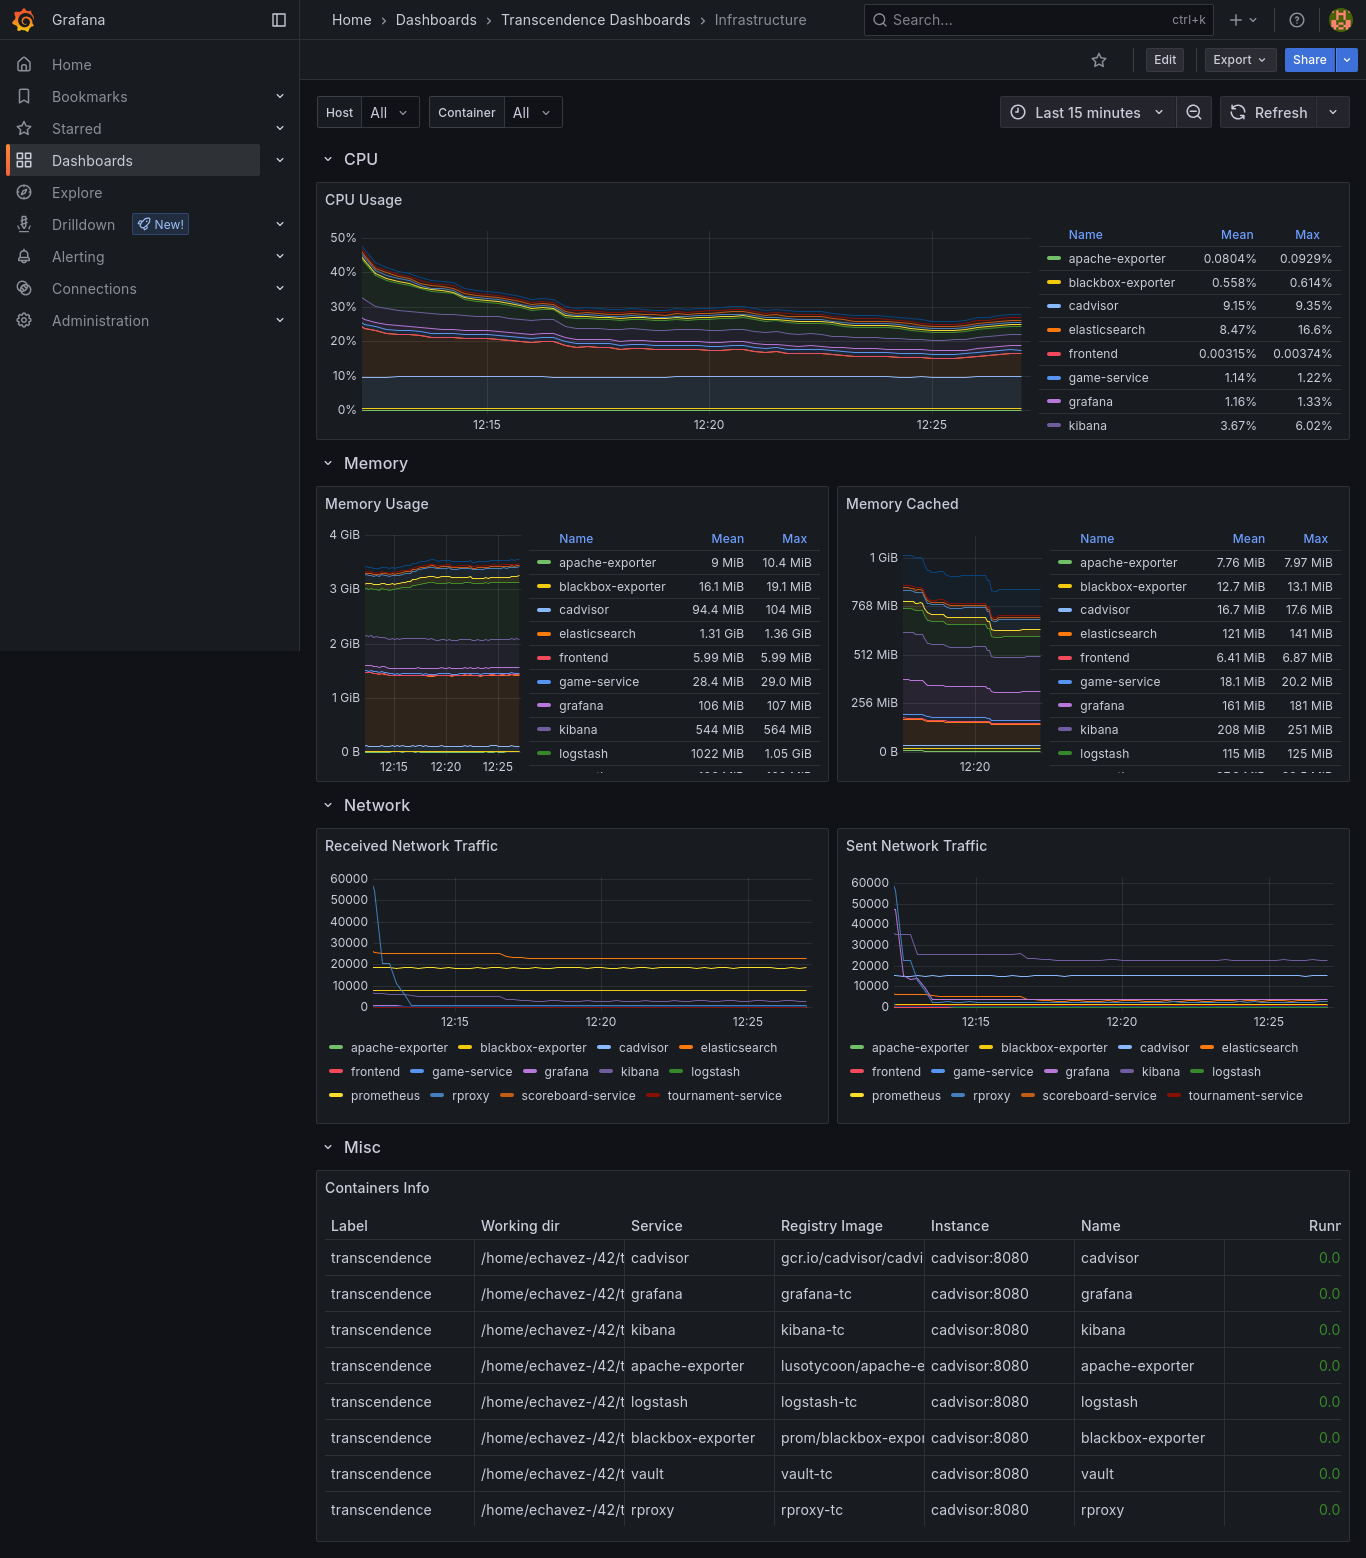 Grafana
Home
Bookmarks
Starred
Dashboards
Explore
Drilldown New!
Alerting
Connections
Administration
Home > Dashboards > Transcendence Dashboards > Infrastructure
Search... ctrl+k
Edit Export Share
Host All Container All
Last 15 minutes Refresh
CPU
CPU Usage
50%
40%
30%
20%
10%
0%
12:15 12:20 12:25
Name Mean Max
apache-exporter 0.0804% 0.0929%
blackbox-exporter 0.558% 0.614%
cadvisor 9.15% 9.35%
elasticsearch 8.47% 16.6%
frontend 0.00315% 0.00374%
game-service 1.14% 1.22%
grafana 1.16% 1.33%
kibana 3.67% 6.02%
Memory
Memory Usage
4 GiB
3 GiB
2 GiB
1 GiB
0 B
12:15 12:20 12:25
Name Mean Max
apache-exporter 9 MiB 10.4 MiB
blackbox-exporter 16.1 MiB 19.1 MiB
cadvisor 94.4 MiB 104 MiB
elasticsearch 1.31 GiB 1.36 GiB
frontend 5.99 MiB 5.99 MiB
game-service 28.4 MiB 29.0 MiB
grafana 106 MiB 107 MiB
kibana 544 MiB 564 MiB
logstash 1022 MiB 1.05 GiB
Memory Cached
1 GiB
768 MiB
512 MiB
256 MiB
0 B
12:20
Name Mean Max
apache-exporter 7.76 MiB 7.97 MiB
blackbox-exporter 12.7 MiB 13.1 MiB
cadvisor 16.7 MiB 17.6 MiB
elasticsearch 121 MiB 141 MiB
frontend 6.41 MiB 6.87 MiB
game-service 18.1 MiB 20.2 MiB
grafana 161 MiB 181 MiB
kibana 208 MiB 251 MiB
logstash 115 MiB 125 MiB
Network
Received Network Traffic
60000
50000
40000
30000
20000
10000
0
12:15 12:20 12:25
apache-exporter blackbox-exporter cadvisor elasticsearch
frontend game-service grafana kibana logstash
prometheus rproxy scoreboard-service tournament-service
Sent Network Traffic
60000
50000
40000
30000
20000
10000
0
12:15 12:20 12:25
apache-exporter blackbox-exporter cadvisor elasticsearch
frontend game-service grafana kibana logstash
prometheus rproxy scoreboard-service tournament-service
Misc
Containers Info
Label Working dir Service Registry Image Instance Name Runr
transcendence /home/echavez-/42/t cadvisor gcr.io/cadvisor/cadvi cadvisor:8080 cadvisor 0.0
transcendence /home/echavez-/42/t grafana grafana-tc cadvisor:8080 grafana 0.0
transcendence /home/echavez-/42/t kibana kibana-tc cadvisor:8080 kibana 0.0
transcendence /home/echavez-/42/t apache-exporter lusotycoon/apache-e cadvisor:8080 apache-exporter 0.0
transcendence /home/echavez-/42/t logstash logstash-tc cadvisor:8080 logstash 0.0
transcendence /home/echavez-/42/t blackbox-exporter prom/blackbox-expor cadvisor:8080 blackbox-exporter 0.0
transcendence /home/echavez-/42/t vault vault-tc cadvisor:8080 vault 0.0
transcendence /home/echavez-/42/t rproxy rproxy-tc cadvisor:8080 rproxy 0.0